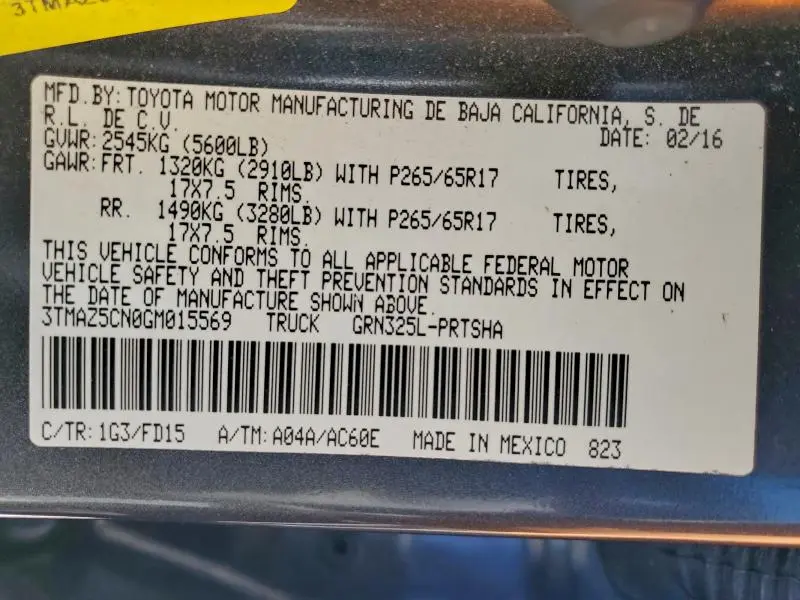 MFD. BY: TOYOTA MOTOR MANUFACTURING DE BAJA CALIFORNIA, S. DE
R.L. DE C.V. DATE: 02/16
GVWR: 2545KG (5600LB)
GAWR: FRT. 1320KG (2910LB) WITH P265/65R17 TIRES,
17X7.5 RIMS.
RR. 1490KG (3280LB) WITH P265/65R17 TIRES,
17X7.5 RIMS.
THIS VEHICLE CONFORMS TO ALL APPLICABLE FEDERAL MOTOR
VEHICLE SAFETY AND THEFT PREVENTION STANDARDS IN EFFECT ON
THE DATE OF MANUFACTURE SHOWN ABOVE.
3TMAZ5CN0GM015569 TRUCK GRN325L-PRTSHA
C/TR: 1G3/FD15 A/TM: A04A/AC60E MADE IN MEXICO 823